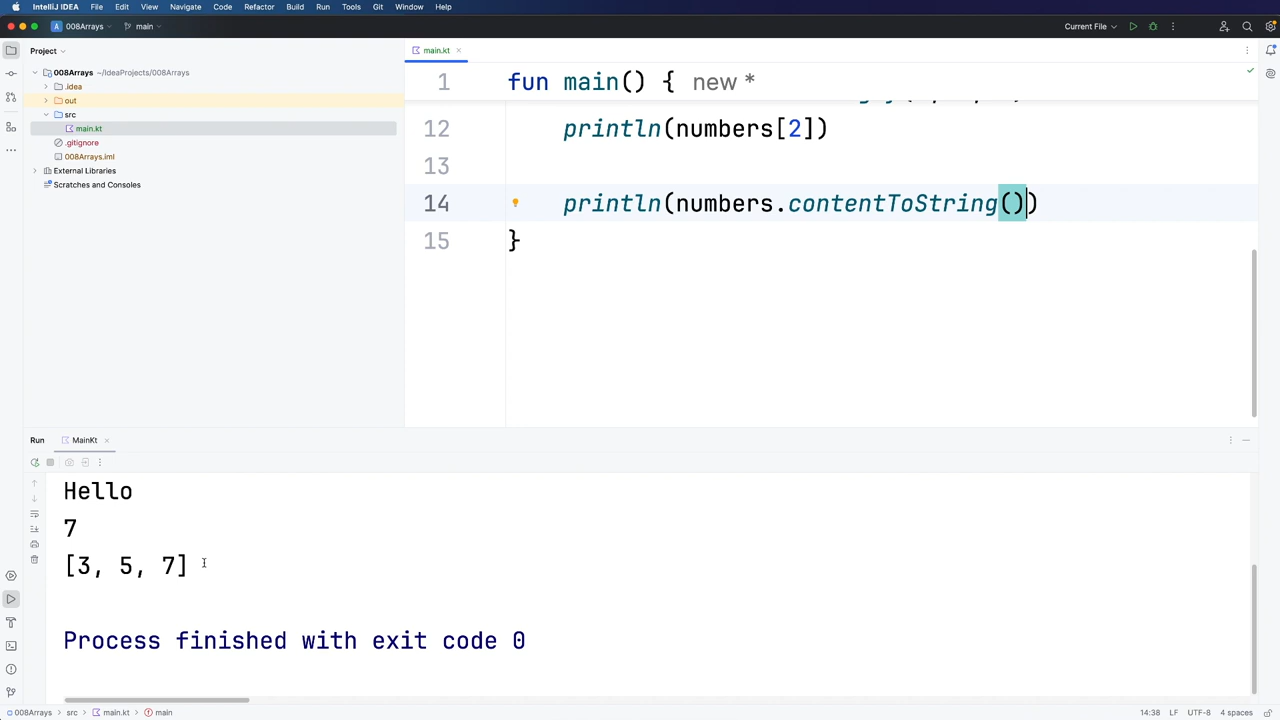 IntelliJ IDEA File Edit View Navigate Code Refactor Run Tools Git Window Help
A 008Arrays main Current File
Project
main.kt
008Arrays ~/IdeaProjects/008Arrays
.idea
out
src
main.kt
.gitignore
008Arrays.iml
External Libraries
Scratches and Consoles
1 fun main() { new *
12 println(numbers[2])
13
14 println(numbers.contentToString())
15 }
Run MainKt
Hello
7
[3, 5, 7]
Process finished with exit code 0
008Arrays src main.kt main 14:38 LF UTF-8 4 spaces